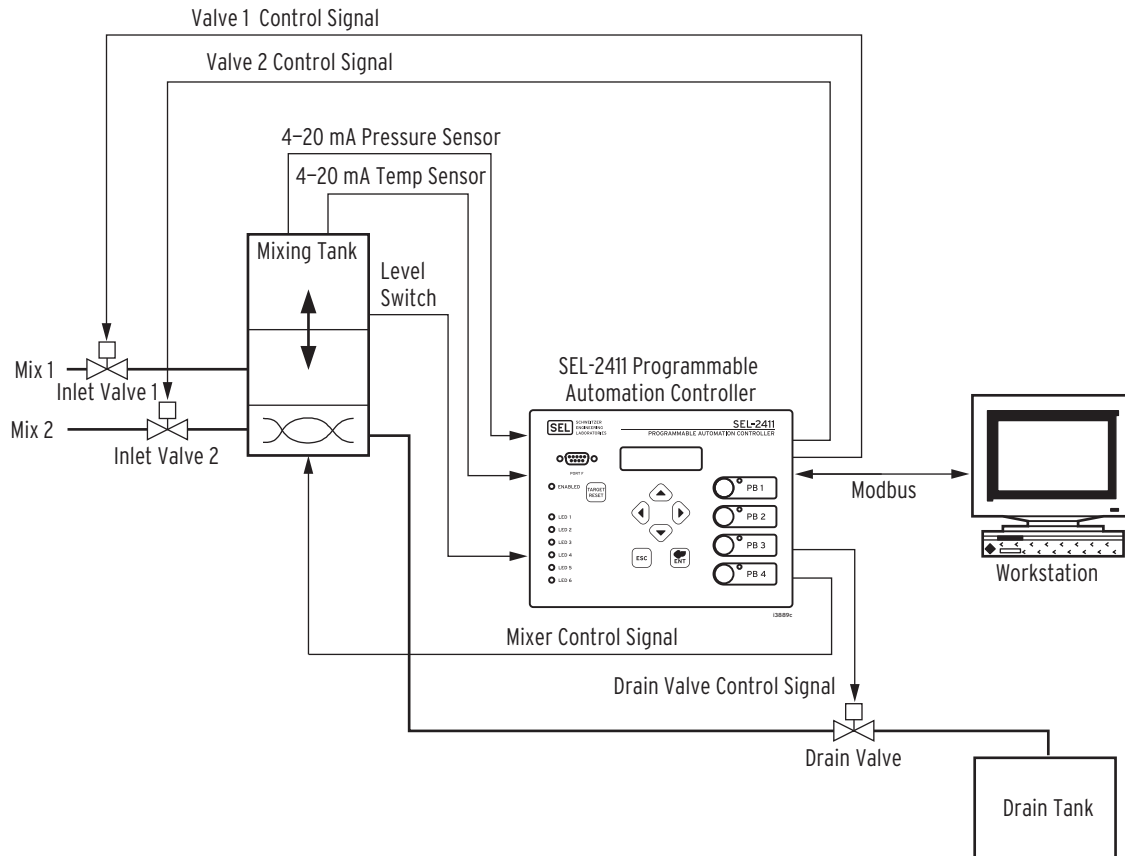 Valve 1 Control Signal
Valve 2 Control Signal
4–20 mA Pressure Sensor
4–20 mA Temp Sensor
Mixing Tank
Level
Switch
Mix 1
Inlet Valve 1
Mix 2
Inlet Valve 2
SEL-2411 Programmable
Automation Controller
SEL
SCHWEITZER
ENGINEERING
LABORATORIES
SEL-2411
PROGRAMMABLE AUTOMATION CONTROLLER
PORT F
ENABLED
TARGET
RESET
LED 1
LED 2
LED 3
LED 4
LED 5
LED 6
ESC
ENT
PB 1
PB 2
PB 3
PB 4
i3889c
Modbus
Workstation
Mixer Control Signal
Drain Valve Control Signal
Drain Valve
Drain Tank